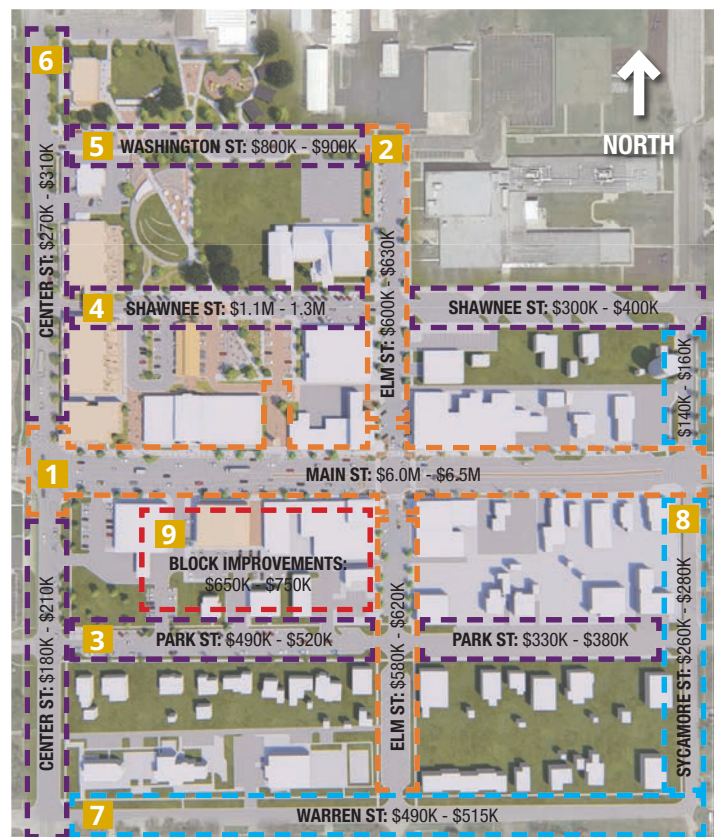 6
NORTH
5
WASHINGTON ST: $800K - $900K
2
CENTER ST: $270K - $310K
ELM ST: $600K - $630K
4
SHAWNEE ST: $1.1M - 1.3M
SHAWNEE ST: $300K - $400K
$140K - $160K
1
MAIN ST: $6.0M - $6.5M
9
BLOCK IMPROVEMENTS:
$650K - $750K
8
CENTER ST: $180K - $210K
3
PARK ST: $490K - $520K
ELM ST: $580K - $620K
PARK ST: $330K - $380K
SYCAMORE ST: $260K - $280K
7
WARREN ST: $490K - $515K